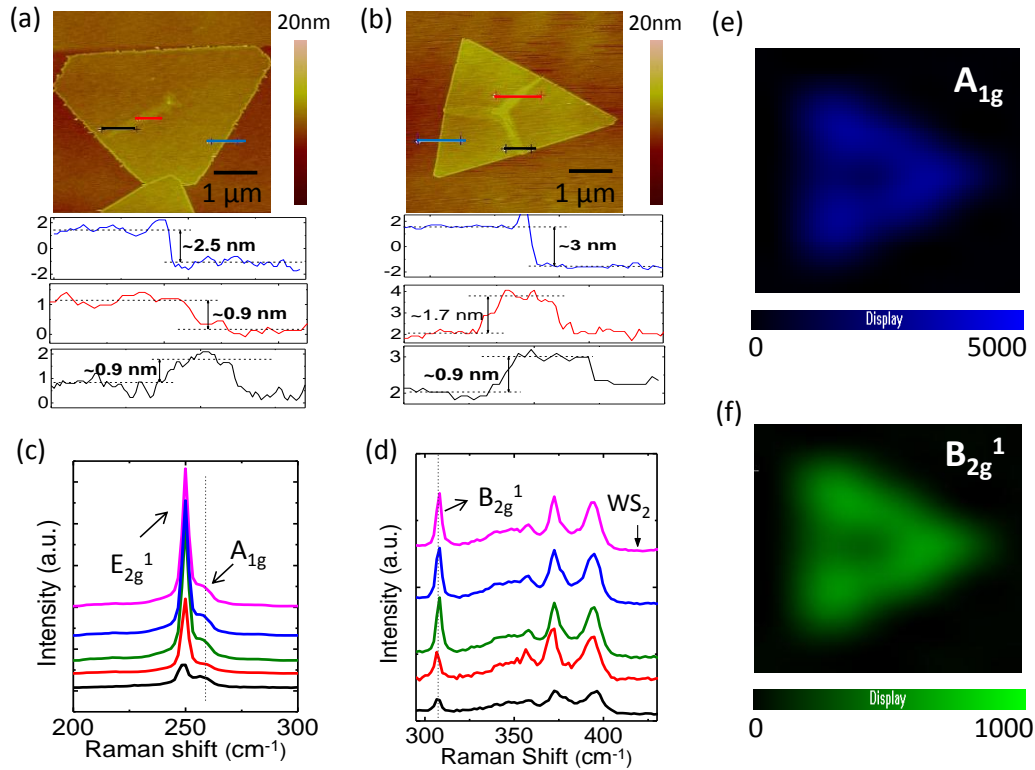 (a)
20nm
1 µm
2
0
-2
~2.5 nm
1
0
~0.9 nm
2
1
0
~0.9 nm
(b)
20nm
1 µm
2
0
-2
~3 nm
4
3
2
~1.7 nm
3
2
~0.9 nm
(c)
Intensity (a.u.)
E2g1
A1g
200 250 300
Raman shift (cm-1)
(d)
Intensity (a.u.)
B2g1
WS2
300 350 400
Raman Shift (cm-1)
(e)
A1g
Display
0 5000
(f)
B2g1
Display
0 1000